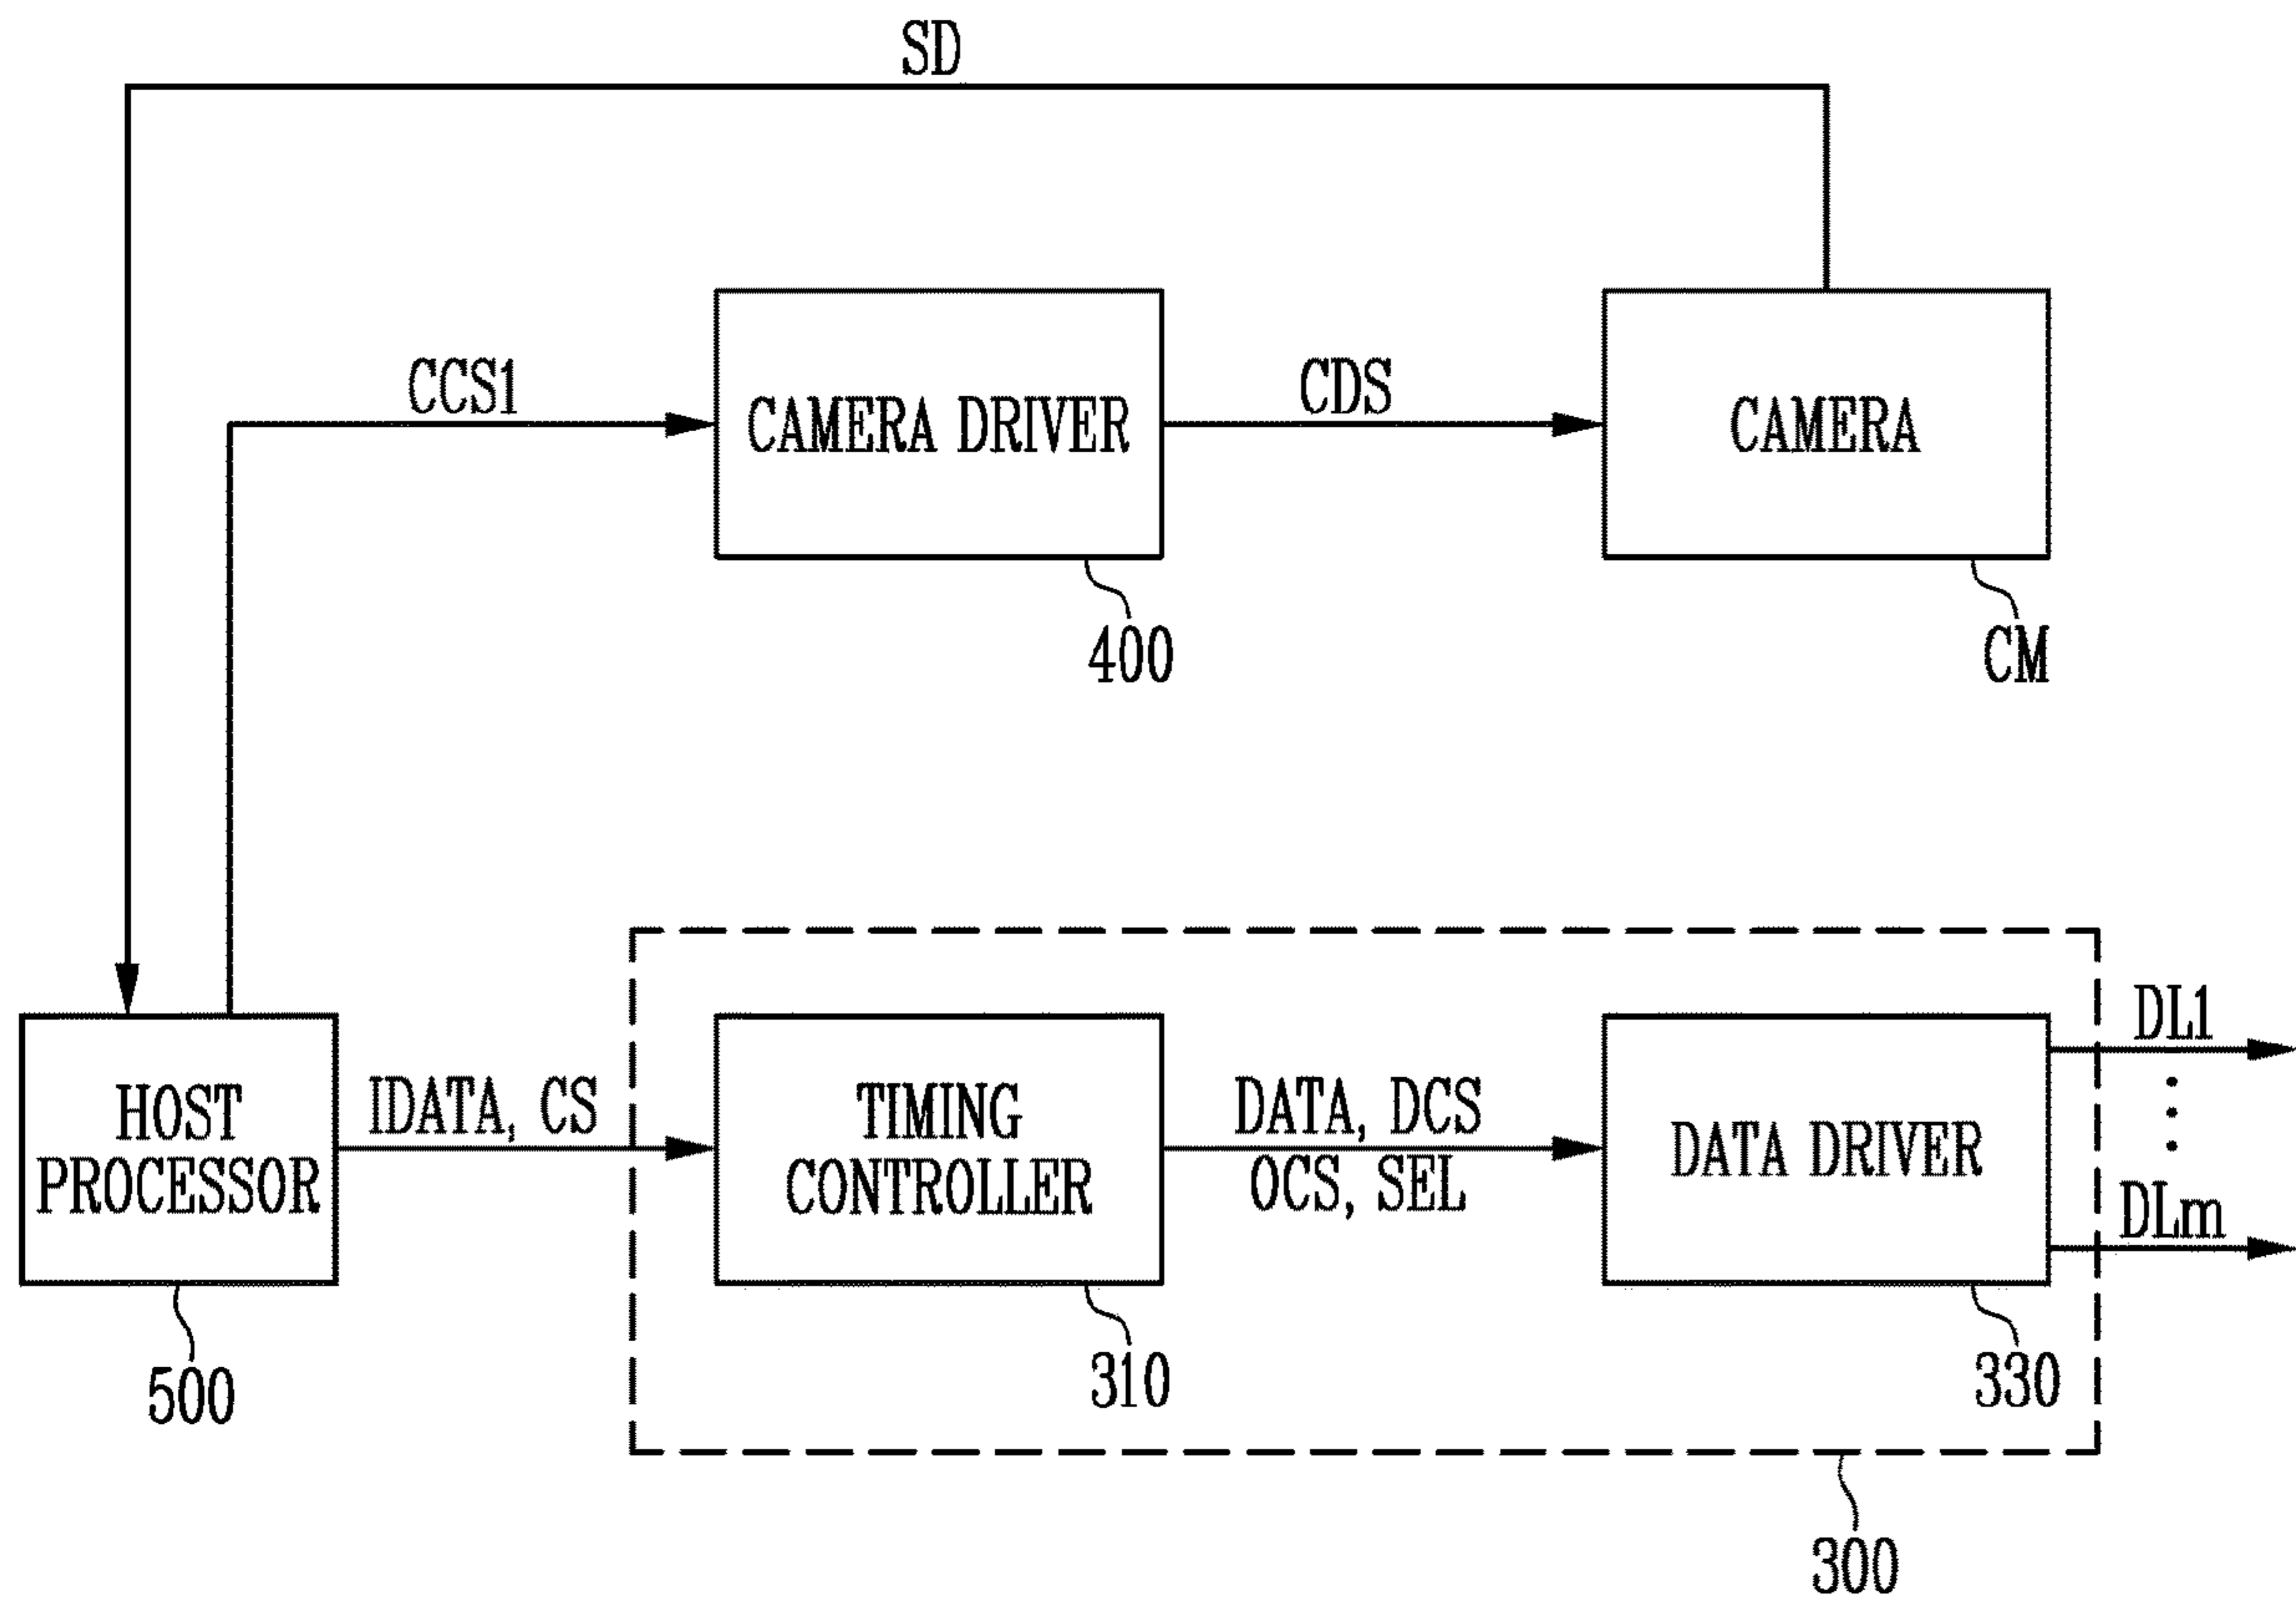 SD
CCS1
CAMERA DRIVER
CDS
CAMERA
400
CM
HOST
PROCESSOR
IDATA, CS
TIMING
CONTROLLER
DATA, DCS
OCS, SEL
DATA DRIVER
DL1
DLm
500
310
330
300